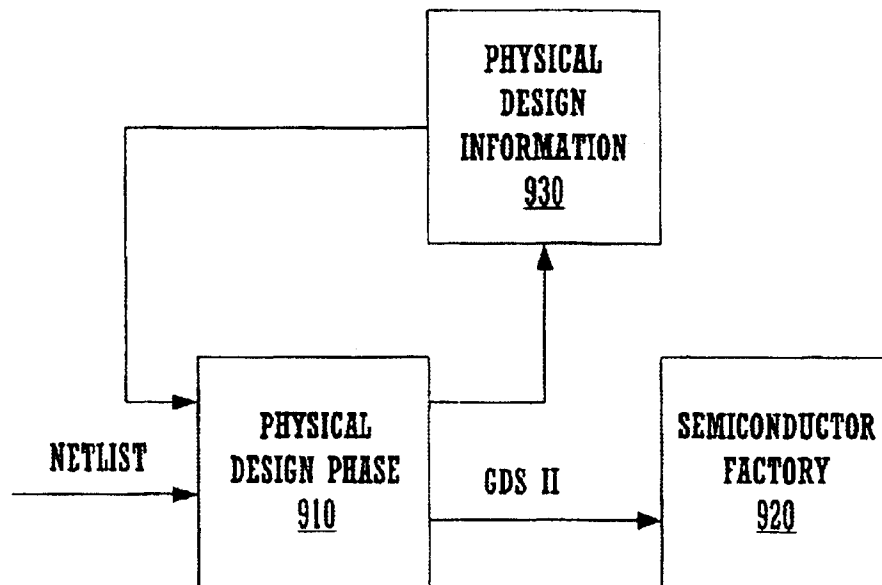 PHYSICAL
DESIGN
INFORMATION
930
NETLIST
PHYSICAL
DESIGN PHASE
910
GDS II
SEMICONDUCTOR
FACTORY
920